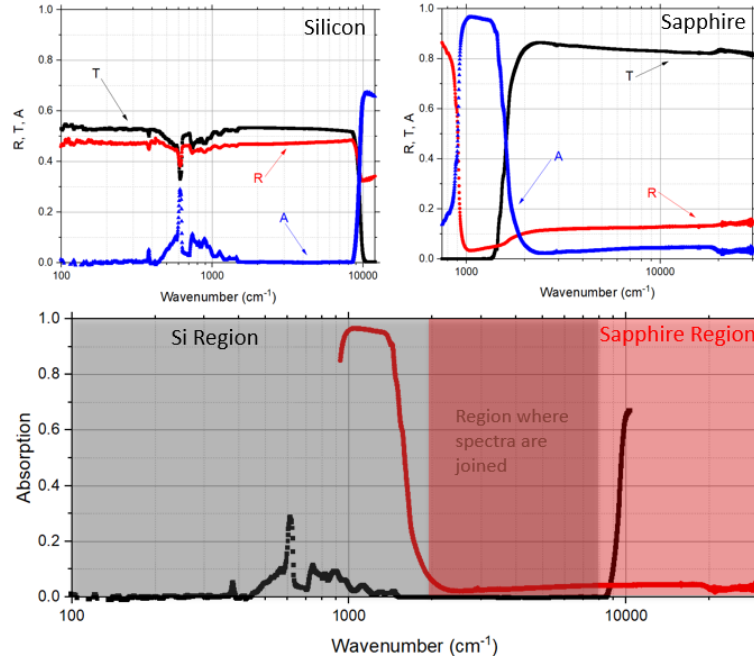 Silicon
1.0
0.8
0.6
0.4
0.2
0.0
R, T, A
T
R
A
100
1000
10000
Wavenumber (cm⁻¹)
Sapphire
1.0
0.8
0.6
0.4
0.2
0.0
R, T, A
T
A
R
1000
10000
Wavenumber (cm⁻¹)
Si Region
Sapphire Region
Region where
spectra are
joined
1.0
0.8
0.6
0.4
0.2
0.0
Absorption
100
1000
10000
Wavenumber (cm⁻¹)